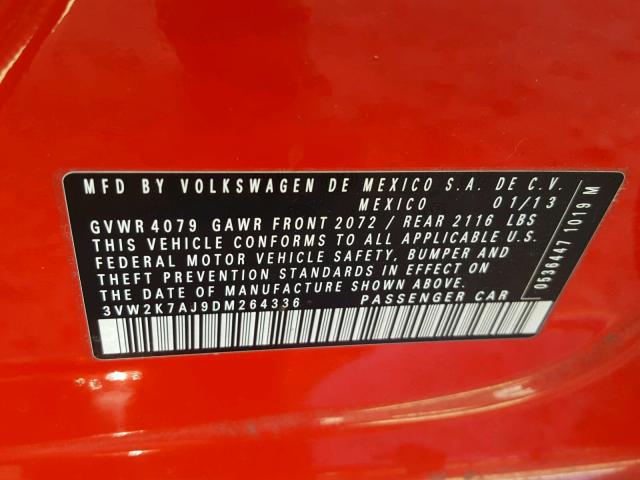 MFD BY VOLKSWAGEN DE MEXICO S.A. DE C.V.
MEXICO 01/13
GVWR 4079 GAWR FRONT 2072 / REAR 2116 LBS
THIS VEHICLE CONFORMS TO ALL APPLICABLE U.S.
FEDERAL MOTOR VEHICLE SAFETY, BUMPER AND
THEFT PREVENTION STANDARDS IN EFFECT ON
THE DATE OF MANUFACTURE SHOWN ABOVE.
3VW2K7AJ9DM264336 PASSENGER CAR
0536447 1019 M